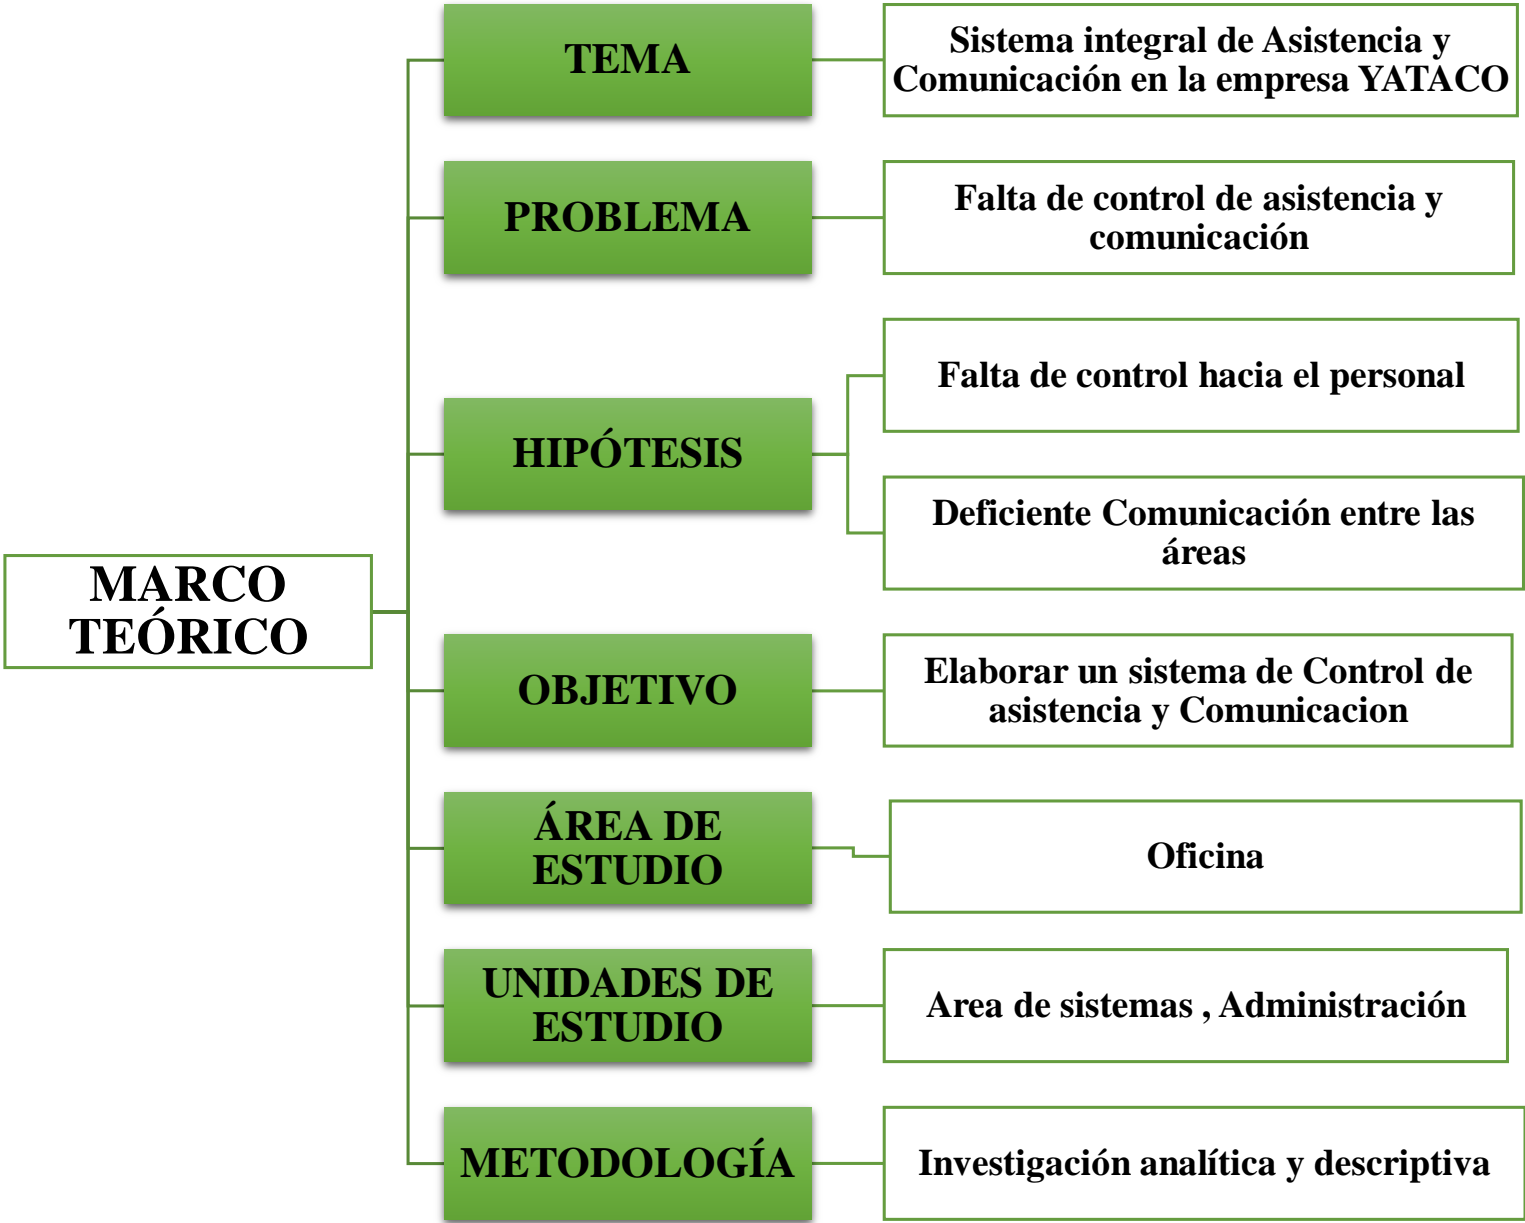 MARCO
TEÓRICO
TEMA
Sistema integral de Asistencia y
Comunicación en la empresa YATACO
PROBLEMA
Falta de control de asistencia y
comunicación
HIPÓTESIS
Falta de control hacia el personal
Deficiente Comunicación entre las
áreas
OBJETIVO
Elaborar un sistema de Control de
asistencia y Comunicacion
ÁREA DE
ESTUDIO
Oficina
UNIDADES DE
ESTUDIO
Area de sistemas , Administración
METODOLOGÍA
Investigación analítica y descriptiva